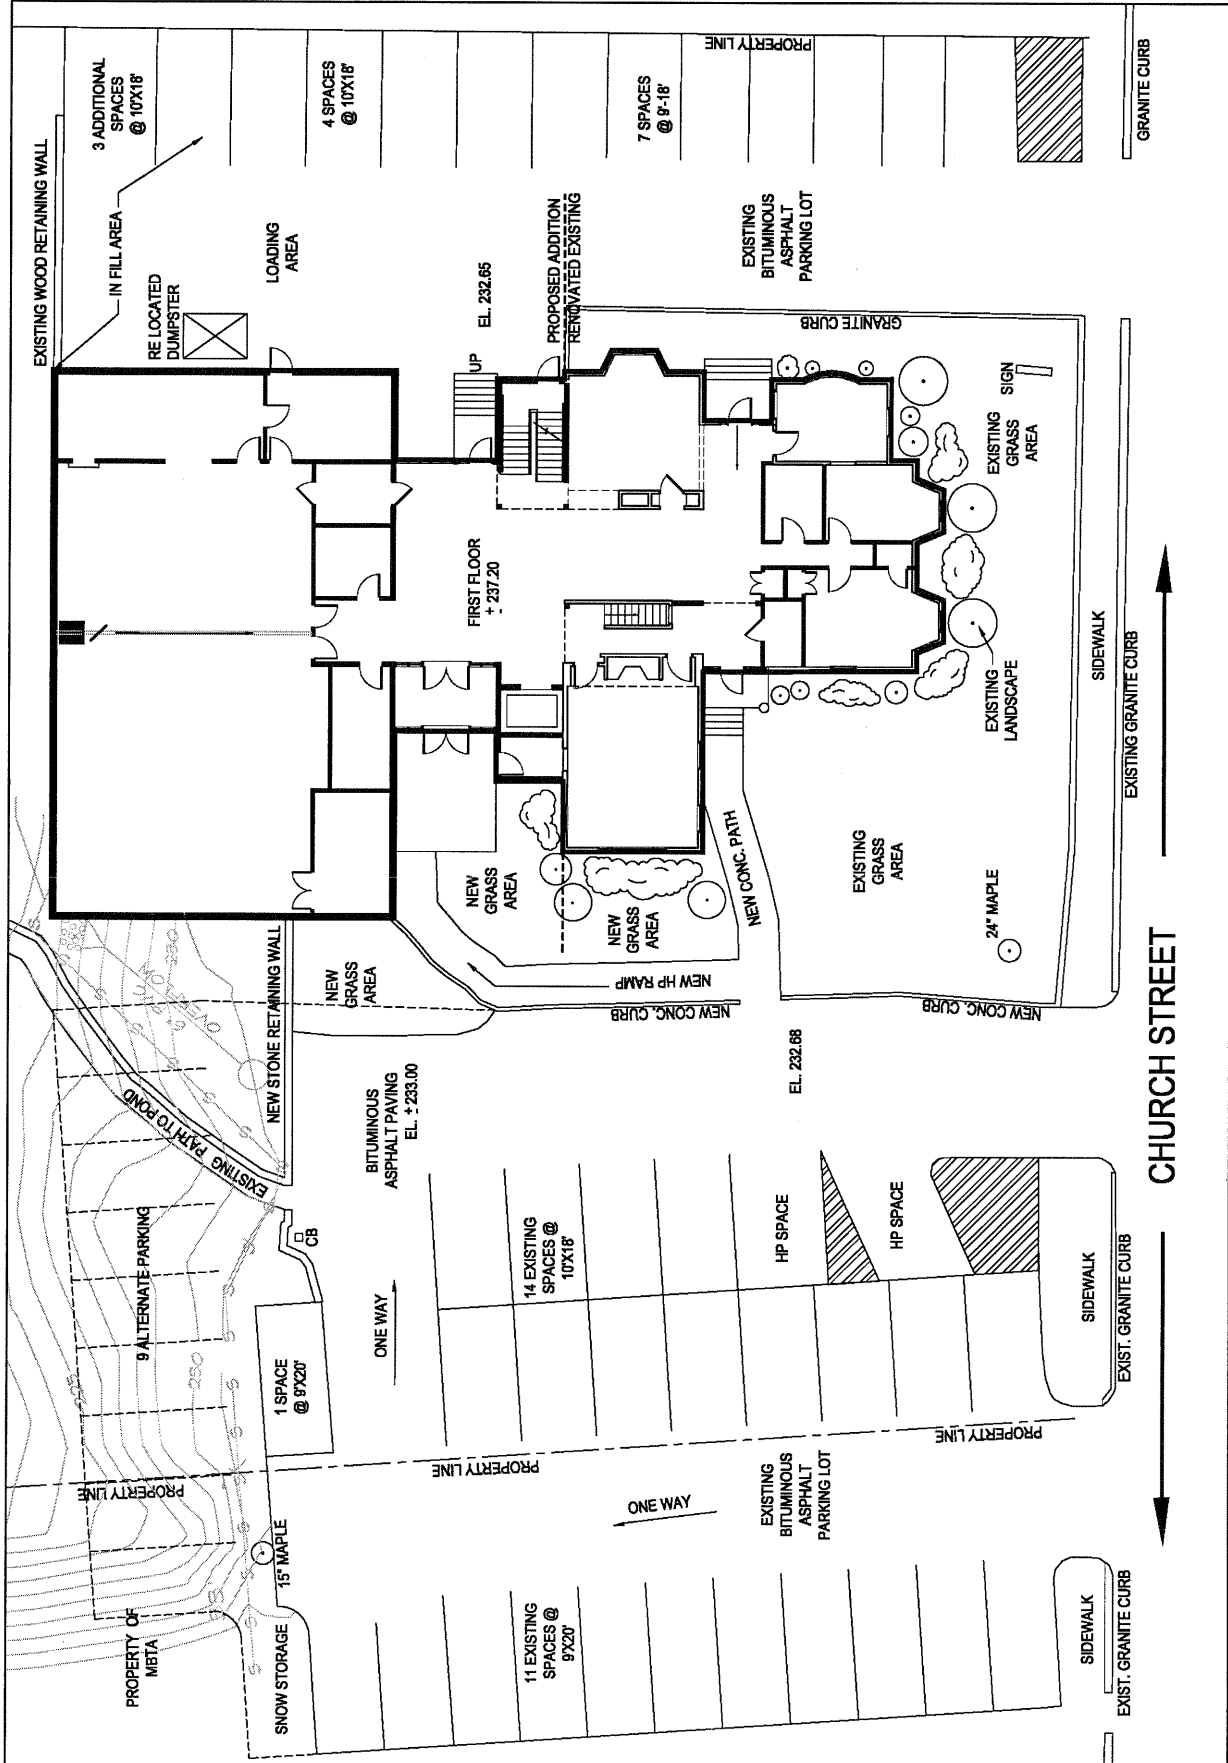 PROPERTY OF
MBTA
SNOW STORAGE
15" MAPLE
PROPERTY LINE
9 ALTERNATE PARKING
225
250
1 SPACE
@ 9'X20'
CB
EXISTING PATH TO POND
NEW STONE RETAINING WALL
NEW
GRASS
AREA
EXISTING WOOD RETAINING WALL
IN FILL AREA
RE LOCATED
DUMPSTER
3 ADDITIONAL
SPACES
@ 10'X18'
LOADING
AREA
4 SPACES
@ 10'X18'
ONE WAY
BITUMINOUS
ASPHALT PAVING
EL. ± 233.00
PROPERTY LINE
11 EXISTING
SPACES @
9'X20'
14 EXISTING
SPACES @
10'X18'
NEW
GRASS
AREA
FIRST FLOOR
± 237.20
UP
EL. 232.65
PROPOSED ADDITION
RENOVATED EXISTING
NEW
GRASS
AREA
NEW HP RAMP
NEW CONC. CURB
ONE WAY
7 SPACES
@ 9'-18'
PROPERTY LINE
EXISTING
BITUMINOUS
ASPHALT
PARKING LOT
HP SPACE
EL. 232.68
NEW CONC. PATH
EXISTING
BITUMINOUS
ASPHALT
PARKING LOT
GRANITE CURB
HP SPACE
EXISTING
GRASS
AREA
PROPERTY LINE
NEW CONC. CURB
NEW CONC. CURB
24" MAPLE
EXISTING
LANDSCAPE
EXISTING
GRASS
AREA
SIGN
SIDEWALK
SIDEWALK
SIDEWALK
EXIST. GRANITE CURB
EXIST. GRANITE CURB
EXISTING GRANITE CURB
GRANITE CURB
CHURCH STREET